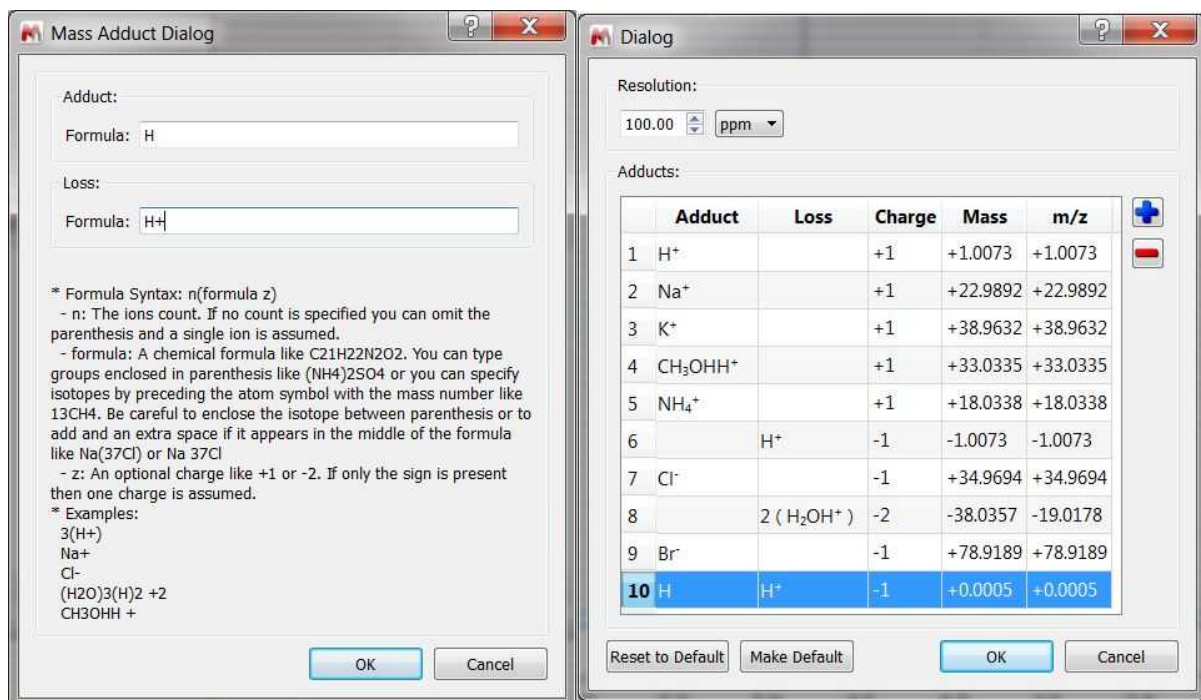 Mass Adduct Dialog
Adduct:
Formula: H
Loss:
Formula: H+
* Formula Syntax: n(formula z)
- n: The ions count. If no count is specified you can omit the
parenthesis and a single ion is assumed.
- formula: A chemical formula like C21H22N2O2. You can type
groups enclosed in parenthesis like (NH4)2SO4 or you can specify
isotopes by preceding the atom symbol with the mass number like
13CH4. Be careful to enclose the isotope between parenthesis or to
add and an extra space if it appears in the middle of the formula
like Na(37Cl) or Na 37Cl
- z: An optional charge like +1 or -2. If only the sign is present
then one charge is assumed.
* Examples:
3(H+)
Na+
Cl-
(H2O)3(H)2 +2
CH3OHH +
OK Cancel
Dialog
Resolution:
100.00 ppm
Adducts:
Adduct Loss Charge Mass m/z
1 H⁺ +1 +1.0073 +1.0073
2 Na⁺ +1 +22.9892 +22.9892
3 K⁺ +1 +38.9632 +38.9632
4 CH₃OHH⁺ +1 +33.0335 +33.0335
5 NH₄⁺ +1 +18.0338 +18.0338
6 H⁺ -1 -1.0073 -1.0073
7 Cl⁻ -1 +34.9694 +34.9694
8 2 ( H₂OH⁺ ) -2 -38.0357 -19.0178
9 Br⁻ -1 +78.9189 +78.9189
10 H H⁺ -1 +0.0005 +0.0005
Reset to Default Make Default OK Cancel